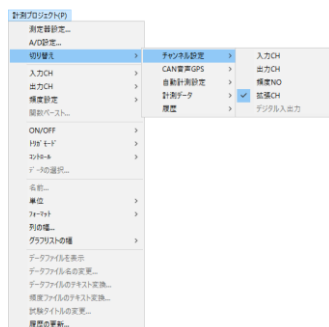 計測プロジェクト(P)
測定器設定...
A/D設定...
切り替え
入力CH
出力CH
頻度設定
関数ペースト...
ON/OFF
トリガモード
コントロール
データの選択...
名前...
単位
フォーマット
列の幅...
グラフリストの幅
データファイルを表示
データファイル名の変更...
データファイルのテキスト変換...
頻度ファイルのテキスト変換...
試験タイトルの変更...
履歴の更新...
チャンネル設定
CAN音声GPS
自動計測設定
計測データ
履歴
入力CH
出力CH
頻度NO
拡張CH
デジタル入出力